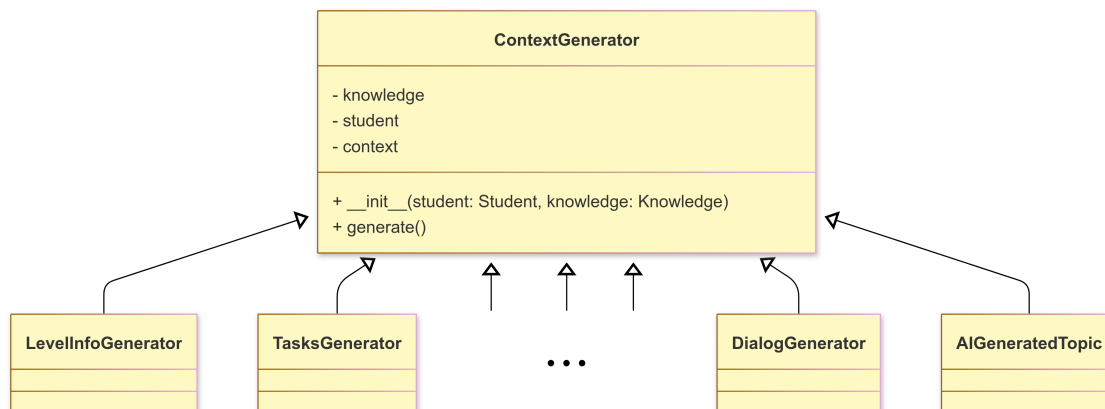 ContextGenerator
- knowledge
- student
- context
+ __init__(student: Student, knowledge: Knowledge)
+ generate()
LevelInfoGenerator
TasksGenerator
...
DialogGenerator
AIGeneratedTopic